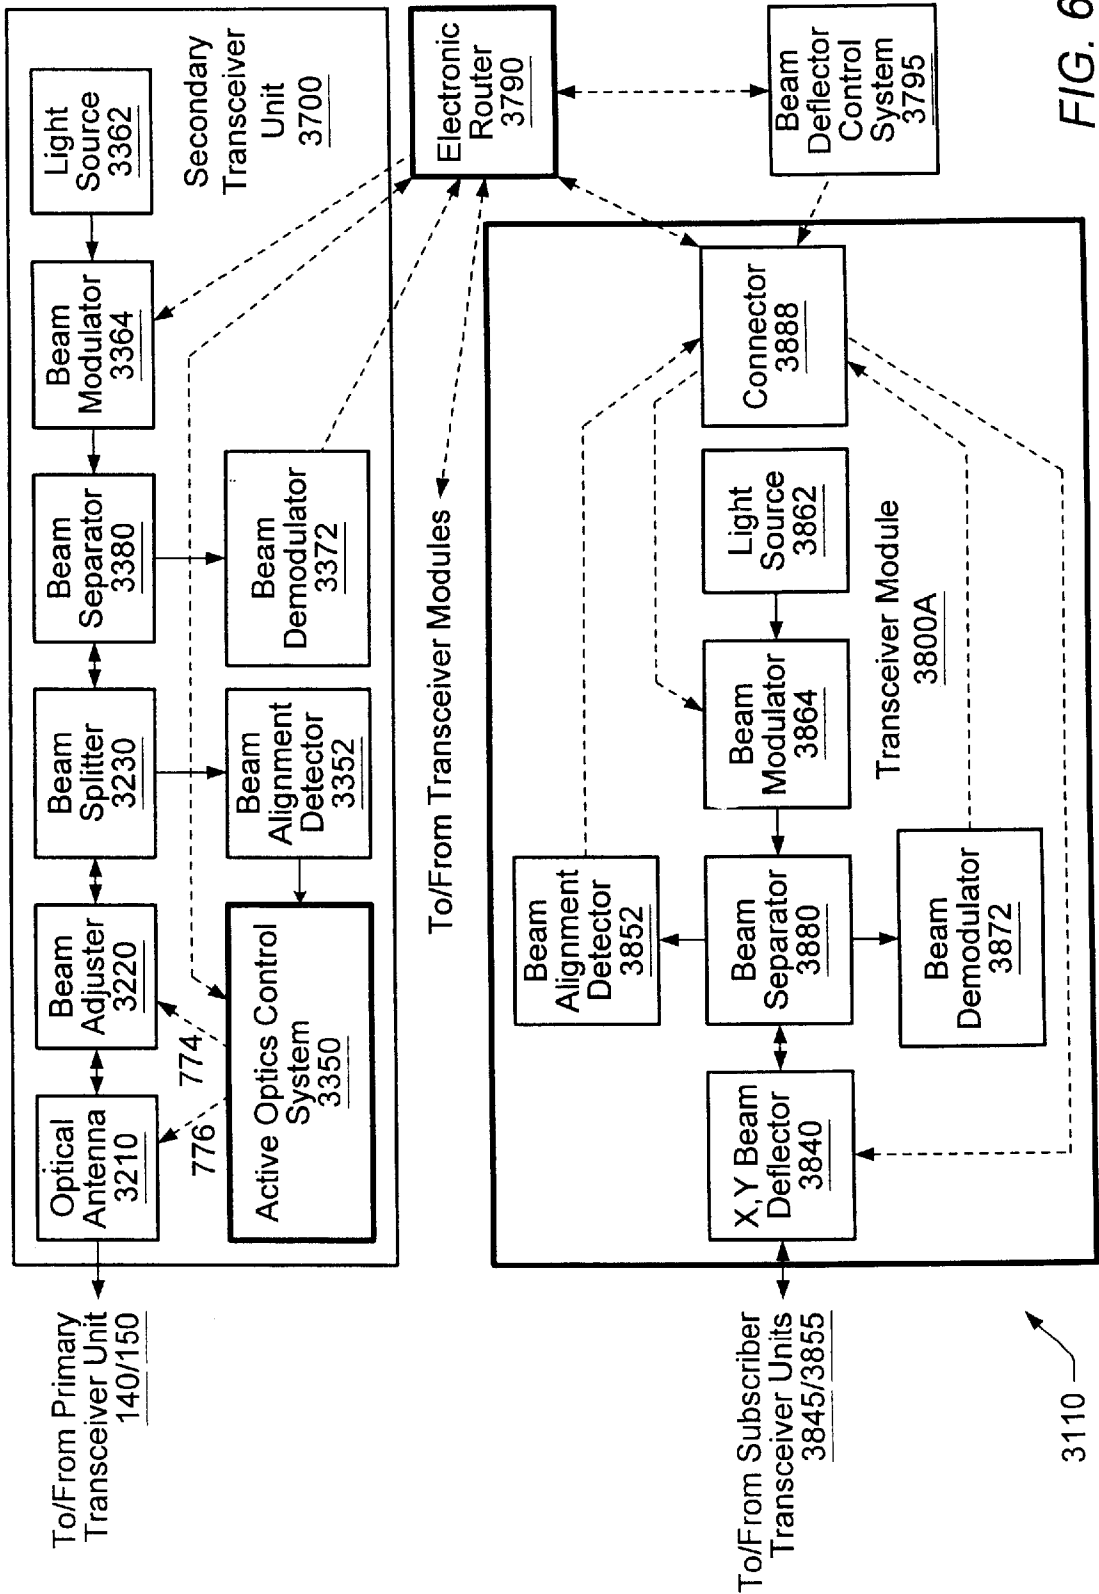 To/From Primary
Transceiver Unit
140/150
Optical
Antenna
3210
Beam
Adjuster
3220
Beam
Splitter
3230
Beam
Separator
3380
Beam
Modulator
3364
Light
Source
3362
776
774
Active Optics Control
System
3350
Beam
Alignment
Detector
3352
Beam
Demodulator
3372
Secondary
Transceiver
Unit
3700
To/From Transceiver Modules
Electronic
Router
3790
Beam
Deflector
Control
System
3795
To/From Subscriber
Transceiver Units
3845/3855
X,Y Beam
Deflector
3840
Beam
Alignment
Detector
3852
Beam
Separator
3880
Beam
Demodulator
3872
Beam
Modulator
3864
Light
Source
3862
Connector
3888
Transceiver Module
3800A
3110
FIG. 6